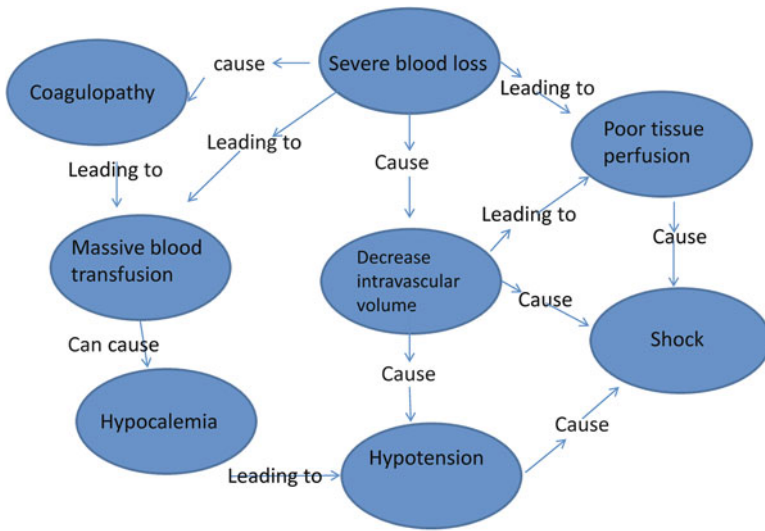 Severe blood loss
cause
Coagulopathy
Leading to
Leading to
Poor tissue
perfusion
Leading to
Cause
Leading to
Massive blood
transfusion
Decrease
intravascular
volume
Cause
Cause
Shock
Can cause
Cause
Hypocalemia
Cause
Hypotension
Leading to